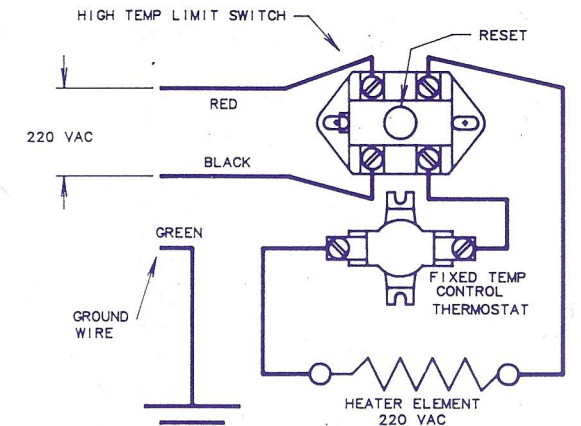 HIGH TEMP LIMIT SWITCH
RESET
RED
220 VAC
BLACK
GREEN
FIXED TEMP
CONTROL
THERMOSTAT
GROUND
WIRE
HEATER ELEMENT
220 VAC